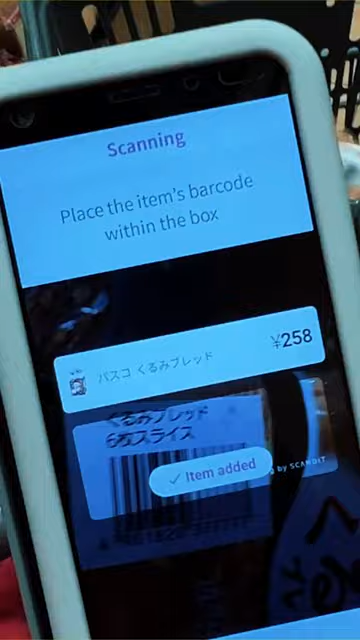 Scanning
Place the item's barcode
within the box
パスコ くるみブレッド
¥258
くるみブレッド
6枚スライス
✓ Item added
by SCANDIT